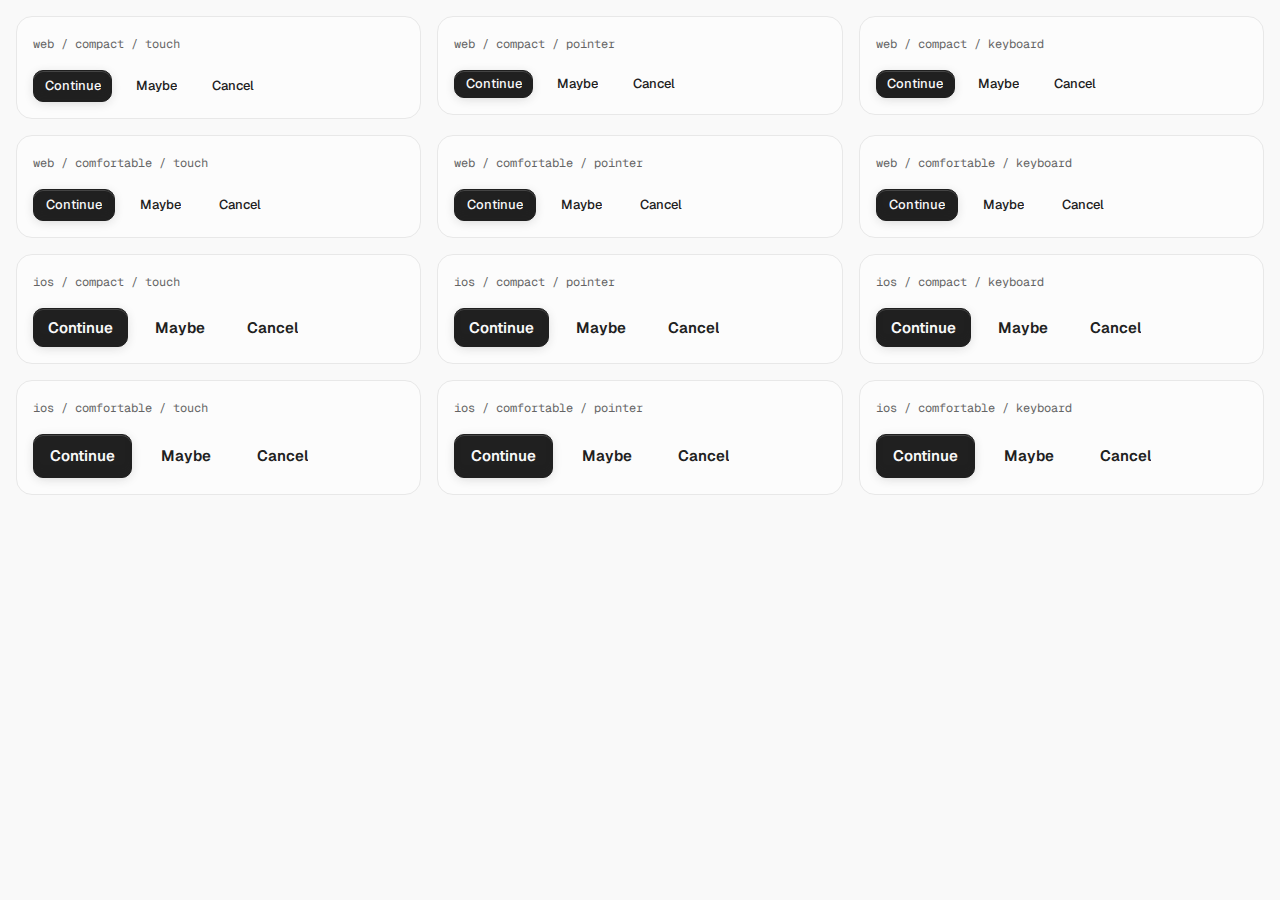 web / compact / touch
Continue Maybe Cancel
web / compact / pointer
Continue Maybe Cancel
web / compact / keyboard
Continue Maybe Cancel
web / comfortable / touch
Continue Maybe Cancel
web / comfortable / pointer
Continue Maybe Cancel
web / comfortable / keyboard
Continue Maybe Cancel
ios / compact / touch
Continue Maybe Cancel
ios / compact / pointer
Continue Maybe Cancel
ios / compact / keyboard
Continue Maybe Cancel
ios / comfortable / touch
Continue Maybe Cancel
ios / comfortable / pointer
Continue Maybe Cancel
ios / comfortable / keyboard
Continue Maybe Cancel